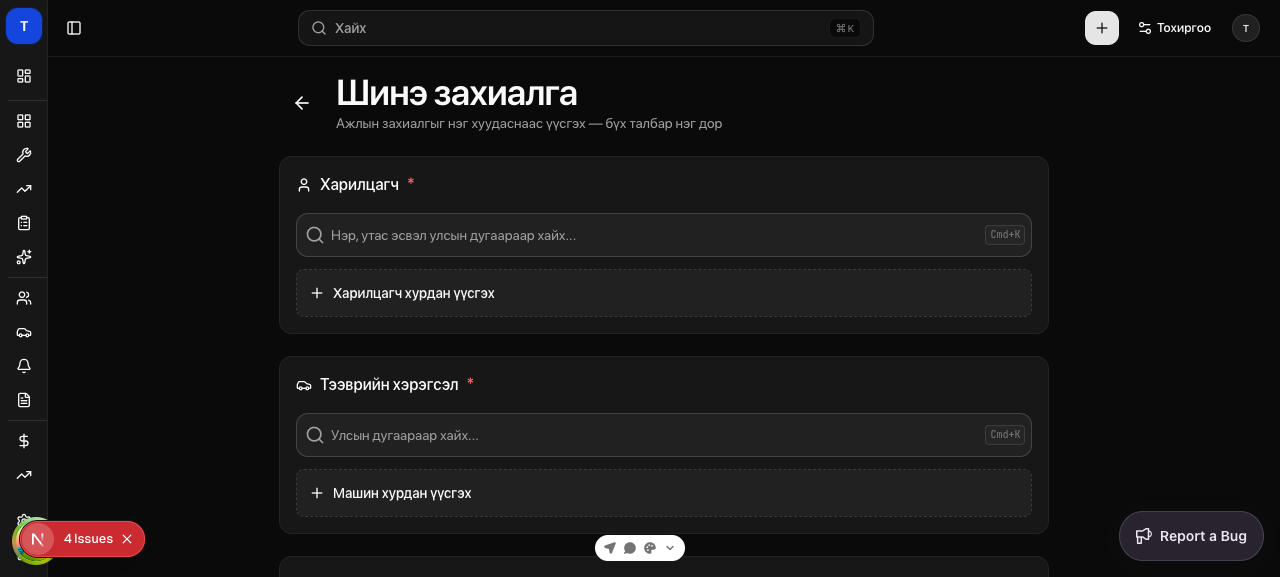 T
Хайх
⌘K
Тохиргоо
T
Шинэ захиалга
Ажлын захиалгыг нэг хуудаснаас үүсгэх — бүх талбар нэг дор
Харилцагч *
Нэр, утас эсвэл улсын дугаараар хайх...
Cmd+K
Харилцагч хурдан үүсгэх
Тээврийн хэрэгсэл *
Улсын дугаараар хайх...
Cmd+K
Машин хурдан үүсгэх
N
4 Issues
Report a Bug